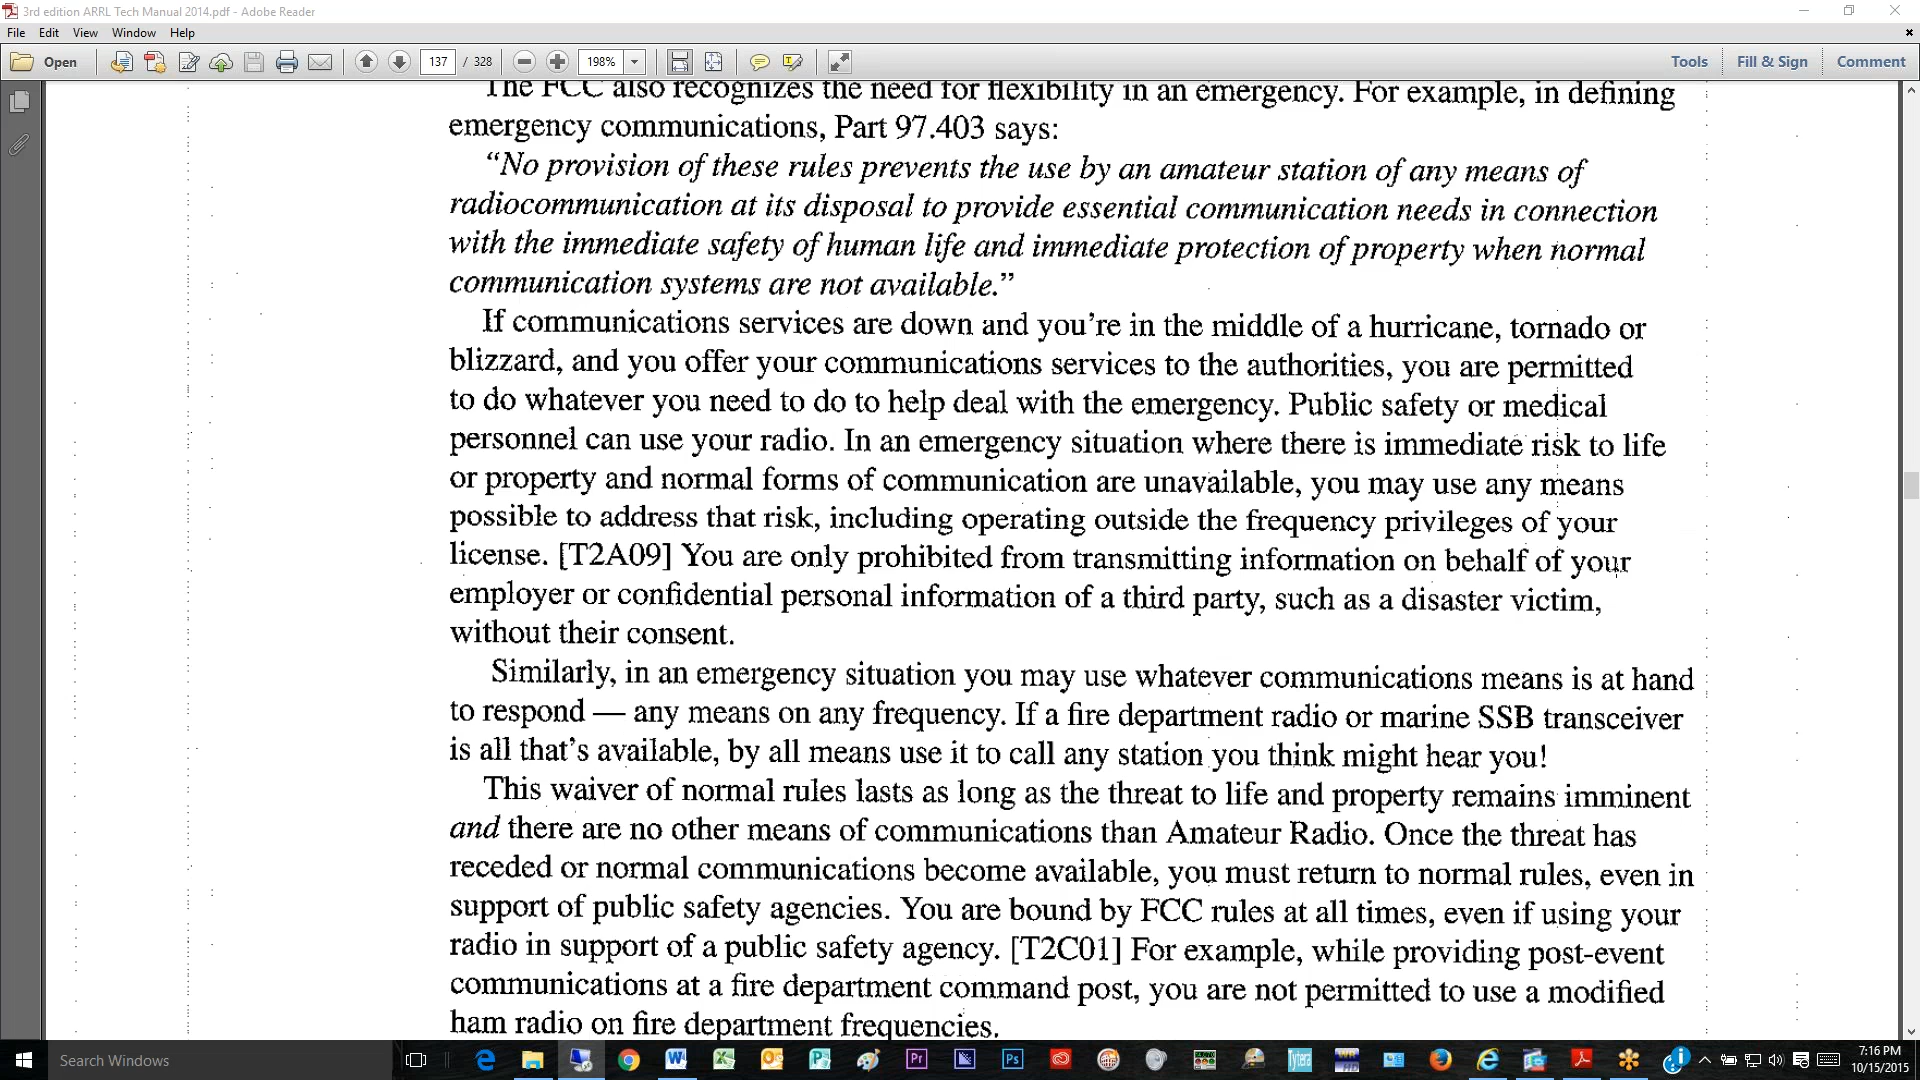 3rd edition ARRL Tech Manual 2014.pdf - Adobe Reader
File Edit View Window Help
Open 137 / 328 198% Tools Fill & Sign Comment
The FCC also recognizes the need for flexibility in an emergency. For example, in defining
emergency communications, Part 97.403 says:
“No provision of these rules prevents the use by an amateur station of any means of
radiocommunication at its disposal to provide essential communication needs in connection
with the immediate safety of human life and immediate protection of property when normal
communication systems are not available.”
If communications services are down and you’re in the middle of a hurricane, tornado or
blizzard, and you offer your communications services to the authorities, you are permitted
to do whatever you need to do to help deal with the emergency. Public safety or medical
personnel can use your radio. In an emergency situation where there is immediate risk to life
or property and normal forms of communication are unavailable, you may use any means
possible to address that risk, including operating outside the frequency privileges of your
license. [T2A09] You are only prohibited from transmitting information on behalf of your
employer or confidential personal information of a third party, such as a disaster victim,
without their consent.
Similarly, in an emergency situation you may use whatever communications means is at hand
to respond — any means on any frequency. If a fire department radio or marine SSB transceiver
is all that’s available, by all means use it to call any station you think might hear you!
This waiver of normal rules lasts as long as the threat to life and property remains imminent
and there are no other means of communications than Amateur Radio. Once the threat has
receded or normal communications become available, you must return to normal rules, even in
support of public safety agencies. You are bound by FCC rules at all times, even if using your
radio in support of a public safety agency. [T2C01] For example, while providing post-event
communications at a fire department command post, you are not permitted to use a modified
ham radio on fire department frequencies.
Search Windows
Pr
Ps
Tytera
7:16 PM
10/15/2015